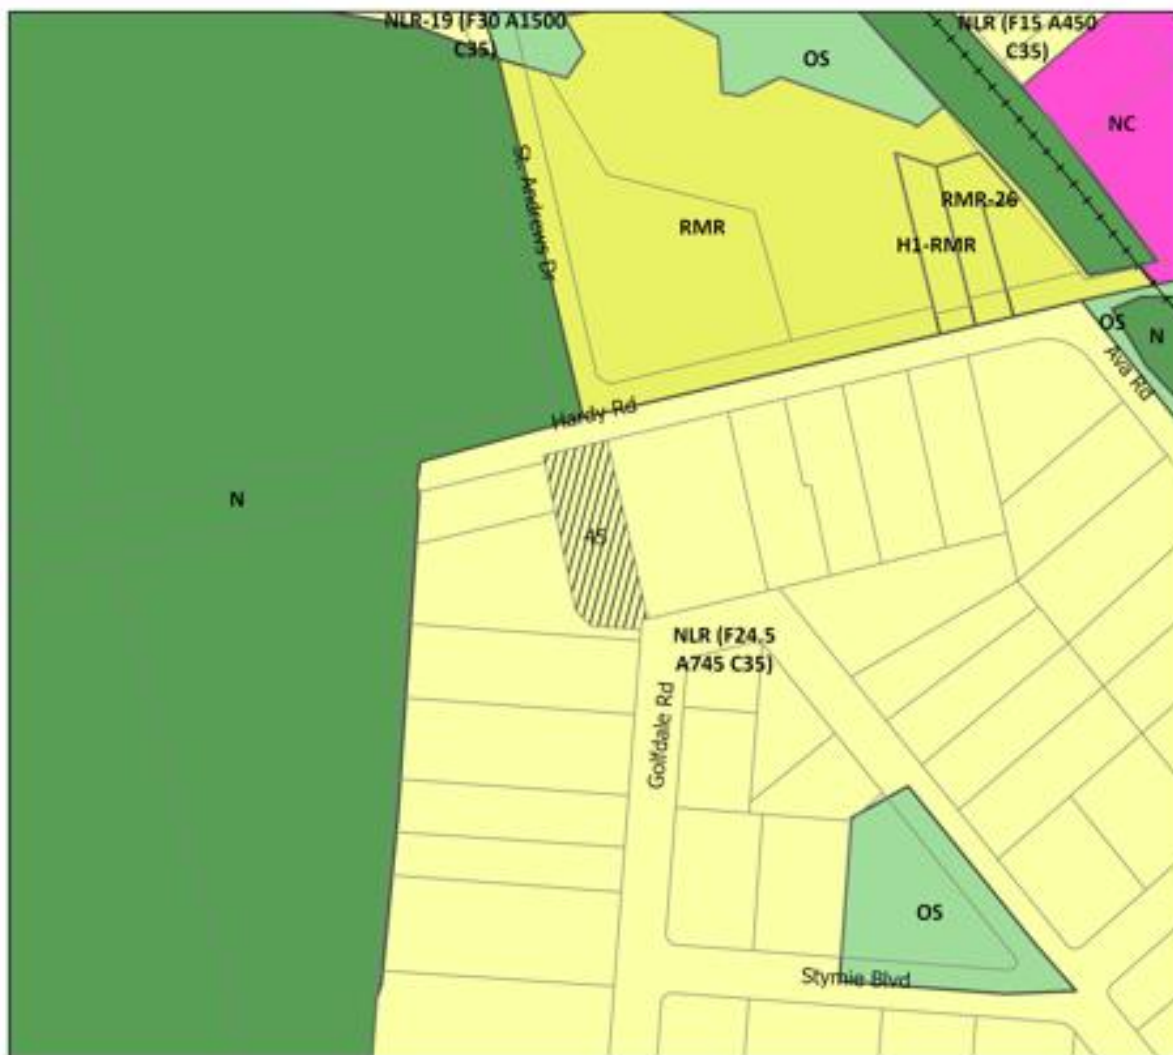 NLR-19 (F30 A1500
C35)
OS
NLR (F15 A450
C35)
NC
St. Andrews Dr
RMR
RMR-26
H1-RMR
OS
N
Ava Rd
Hardy Rd
N
45
NLR (F24.5
A745 C35)
Golfdale Rd
OS
Stymie Blvd